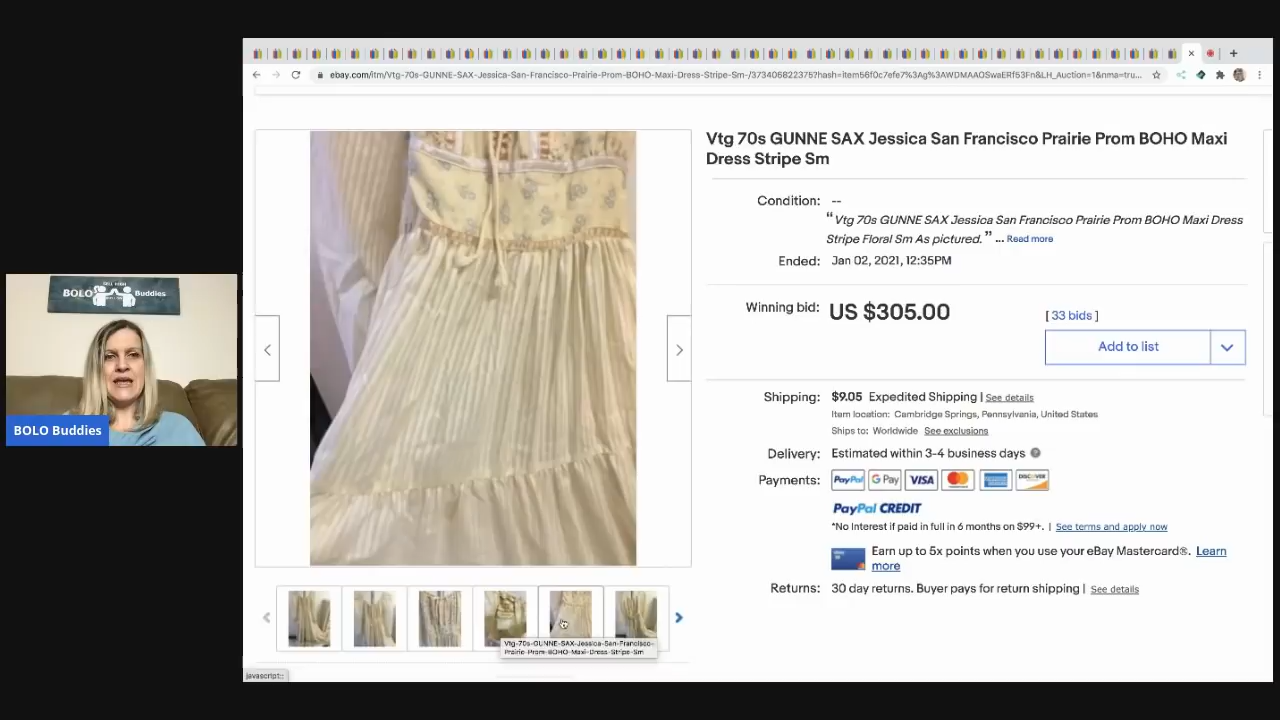 ebay.com/itm/Vtg-70s-GUNNE-SAX-Jessica-San-Francisco-Prairie-Prom-BOHO-Maxi-Dress-Stripe-Sm-/373406822375?hash=item56f0c7efe7%3Ag%3AWDMAAOSwaERf53Fn&LH_Auction=1&nma=tru...
Vtg 70s GUNNE SAX Jessica San Francisco Prairie Prom BOHO Maxi
Dress Stripe Sm
Condition: --
“Vtg 70s GUNNE SAX Jessica San Francisco Prairie Prom BOHO Maxi Dress
Stripe Floral Sm As pictured.” ... Read more
Ended: Jan 02, 2021, 12:35PM
Winning bid: US $305.00 [ 33 bids ]
Add to list
Shipping: $9.05 Expedited Shipping | See details
Item location: Cambridge Springs, Pennsylvania, United States
Ships to: Worldwide See exclusions
Delivery: Estimated within 3-4 business days ?
Payments: PayPal G Pay VISA MasterCard DISCOVER
PayPal CREDIT
*No Interest if paid in full in 6 months on $99+. | See terms and apply now
Earn up to 5x points when you use your eBay Mastercard®. Learn
more
Returns: 30 day returns. Buyer pays for return shipping | See details
Vtg-70s-GUNNE-SAX-Jessica-San-Francisco-
Prairie-Prom-BOHO-Maxi-Dress-Stripe-Sm
javascript:;
BOLO Buddies
BOLO Buddies